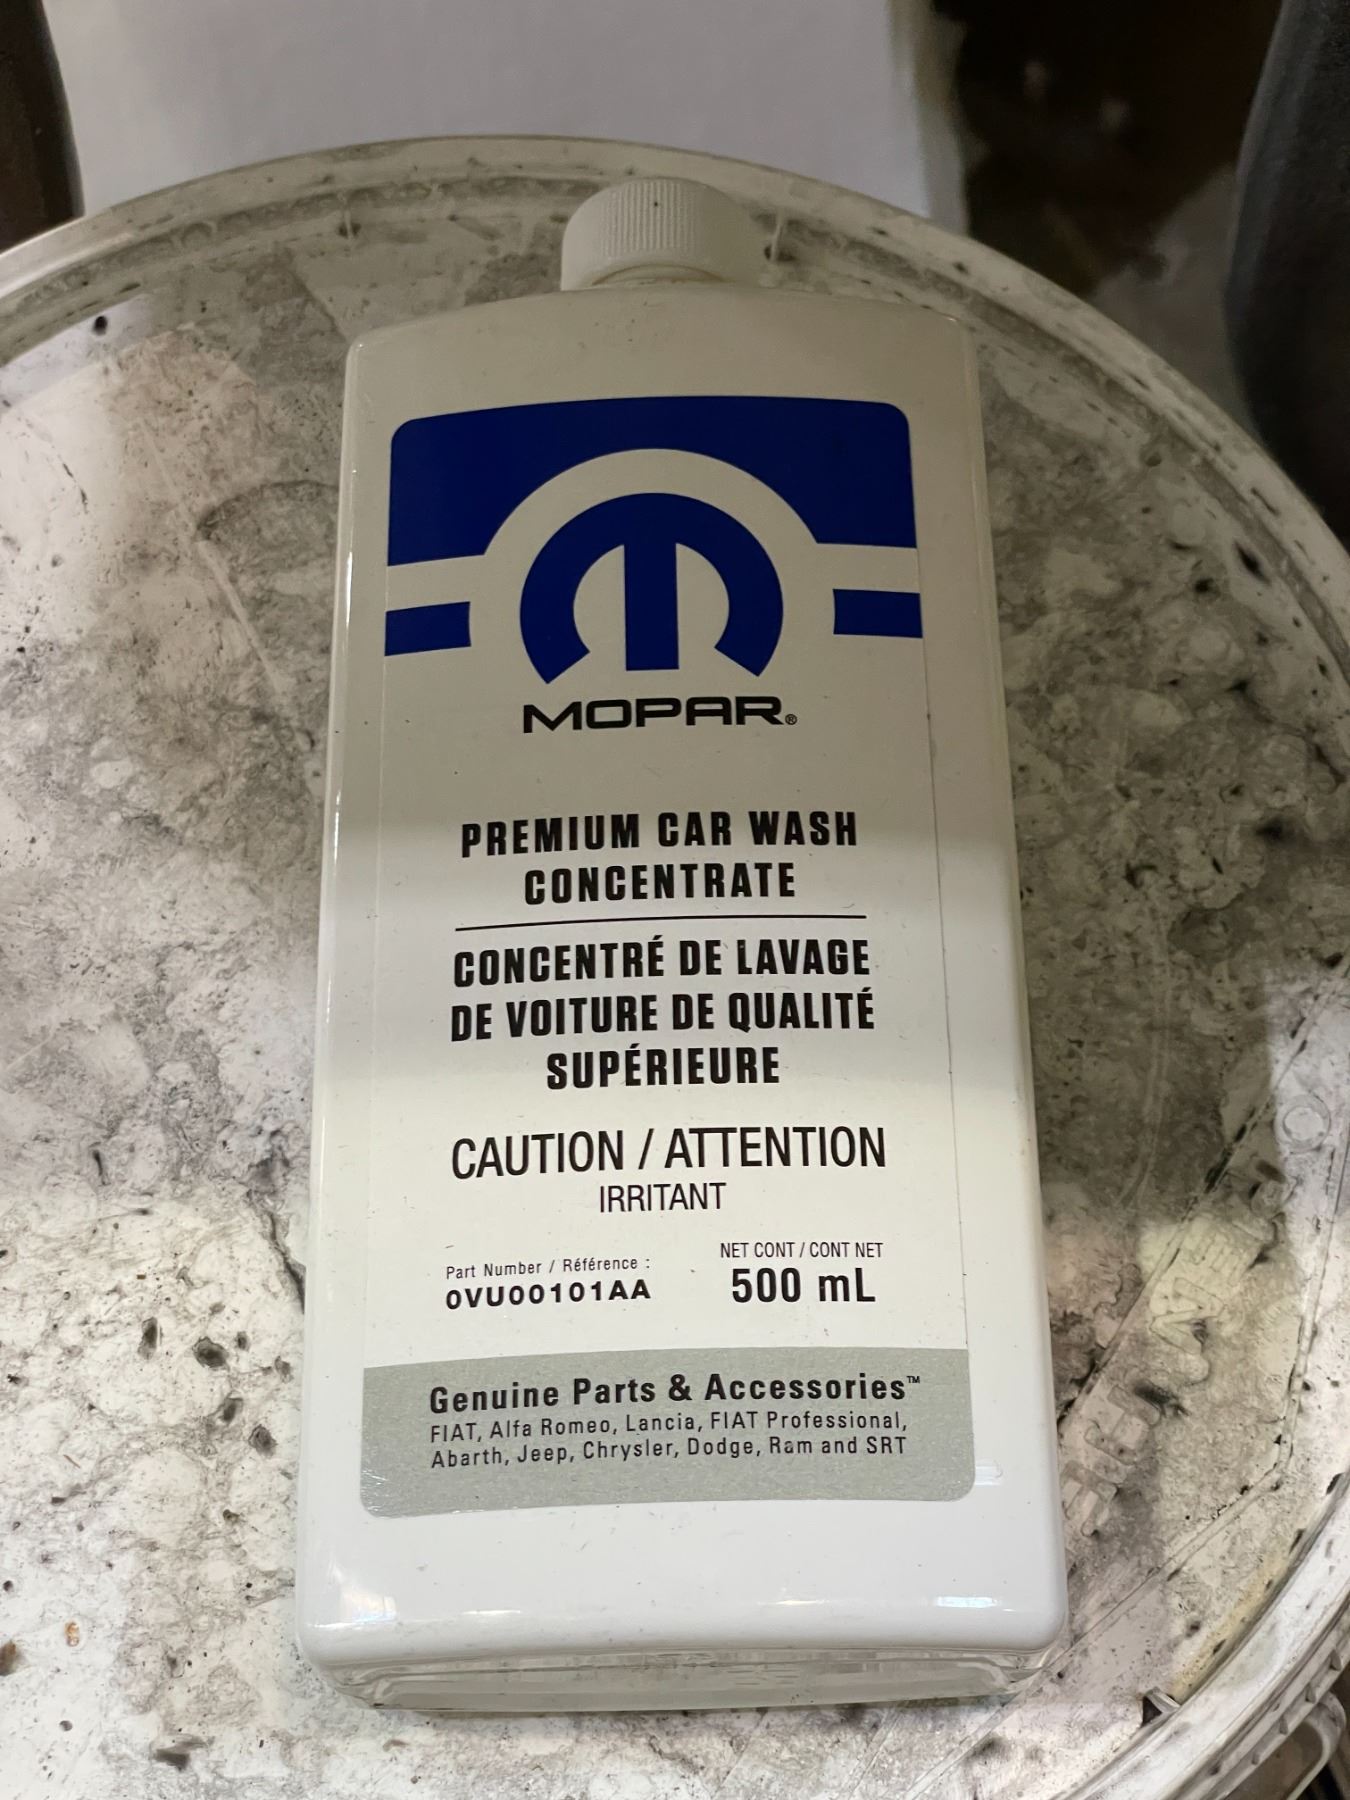 MOPAR®
PREMIUM CAR WASH
CONCENTRATE
CONCENTRÉ DE LAVAGE
DE VOITURE DE QUALITÉ
SUPÉRIEURE
CAUTION / ATTENTION
IRRITANT
Part Number / Référence :
0VU00101AA
NET CONT / CONT NET
500 mL
Genuine Parts & Accessories™
FIAT, Alfa Romeo, Lancia, FIAT Professional,
Abarth, Jeep, Chrysler, Dodge, Ram and SRT